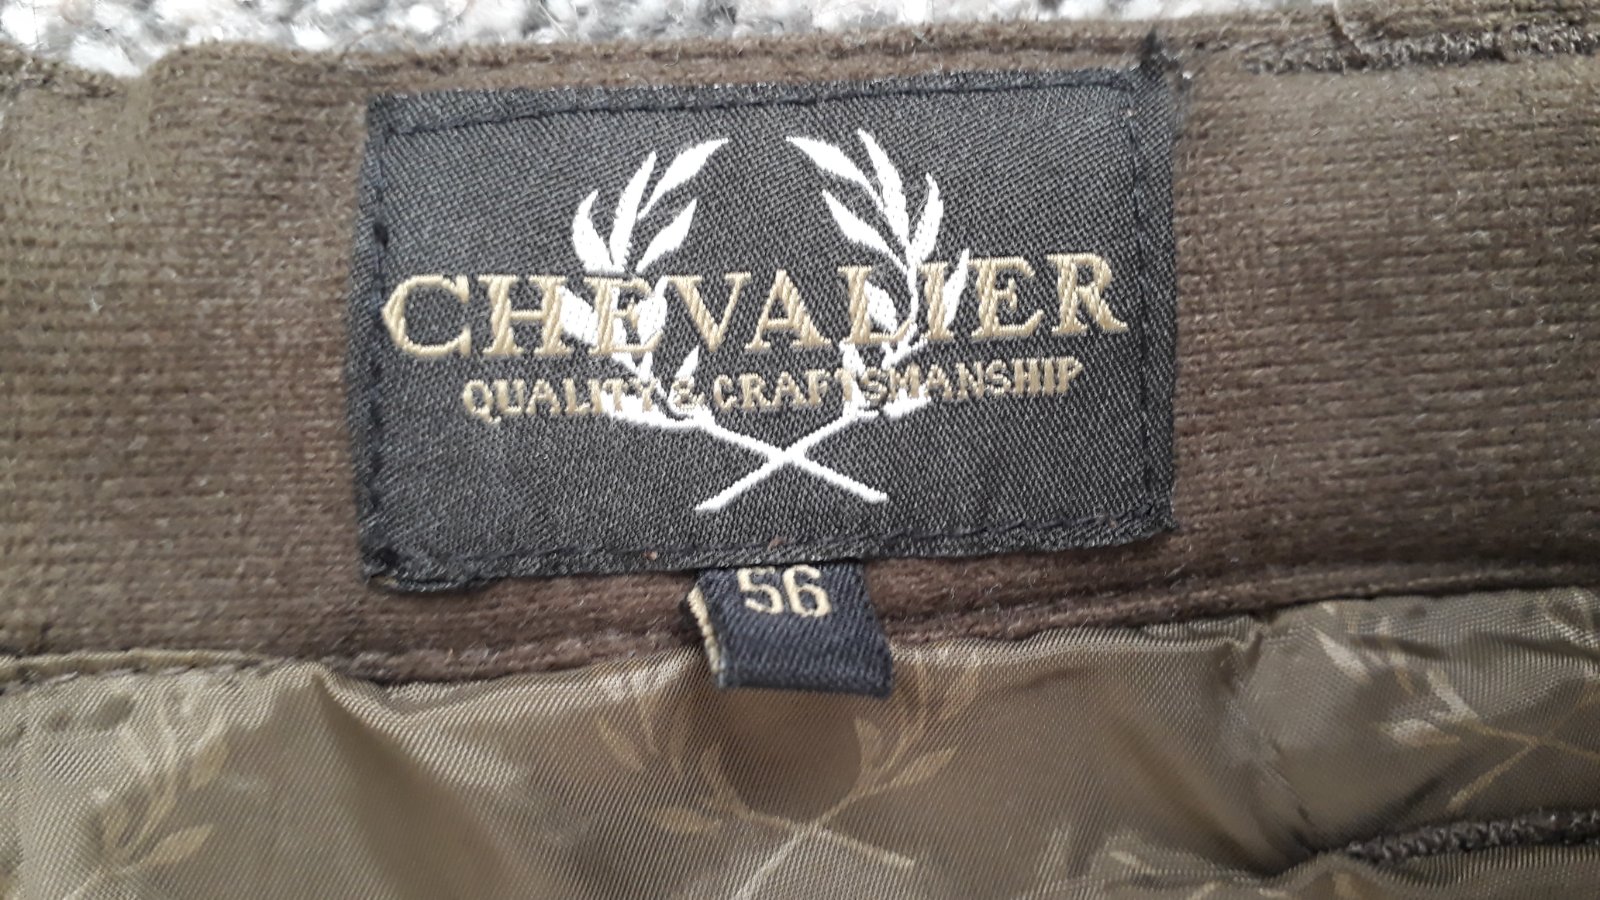 CHEVALIER
QUALITY & CRAFTSMANSHIP
56